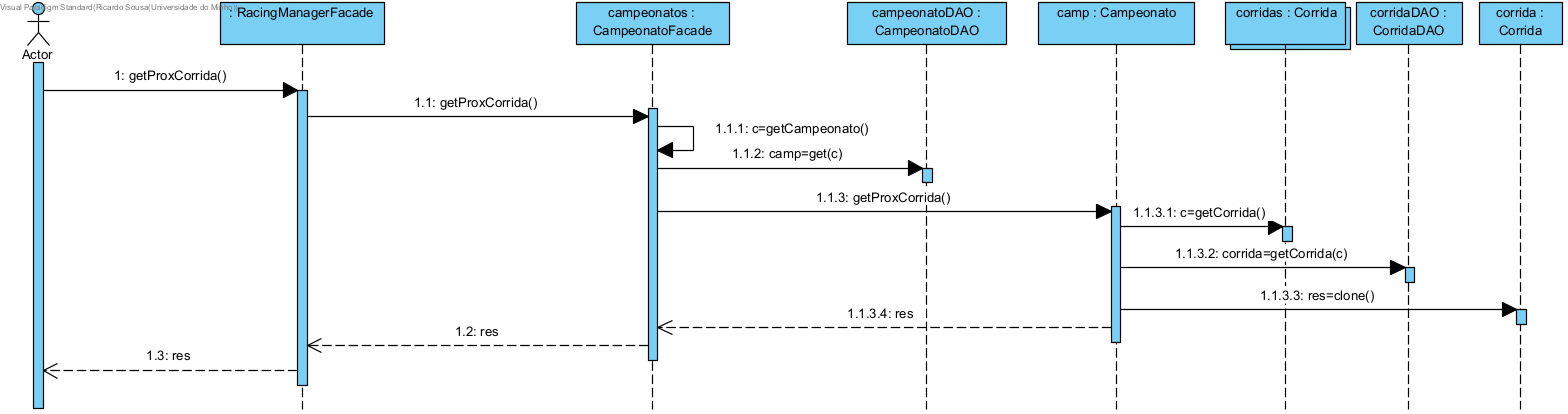 Visual Paradigm Standard(Ricardo Sousa(Universidade do Minho))
Actor
: RacingManagerFacade
campeonatos :
CampeonatoFacade
campeonatoDAO :
CampeonatoDAO
camp : Campeonato
corridas : Corrida
corridaDAO :
CorridaDAO
corrida :
Corrida
1: getProxCorrida()
1.1: getProxCorrida()
1.1.1: c=getCampeonato()
1.1.2: camp=get(c)
1.1.3: getProxCorrida()
1.1.3.1: c=getCorrida()
1.1.3.2: corrida=getCorrida(c)
1.1.3.3: res=clone()
1.1.3.4: res
1.2: res
1.3: res